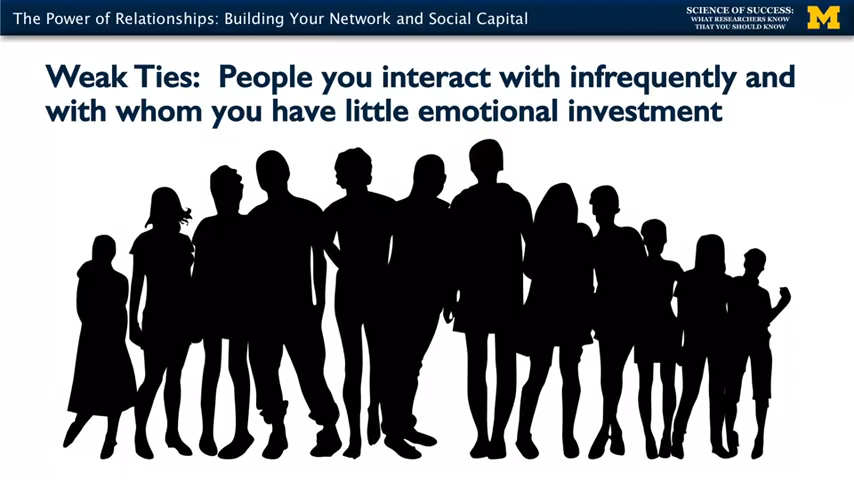 The Power of Relationships: Building Your Network and Social Capital
SCIENCE OF SUCCESS:
WHAT RESEARCHERS KNOW
THAT YOU SHOULD KNOW
M
Weak Ties: People you interact with infrequently and
with whom you have little emotional investment